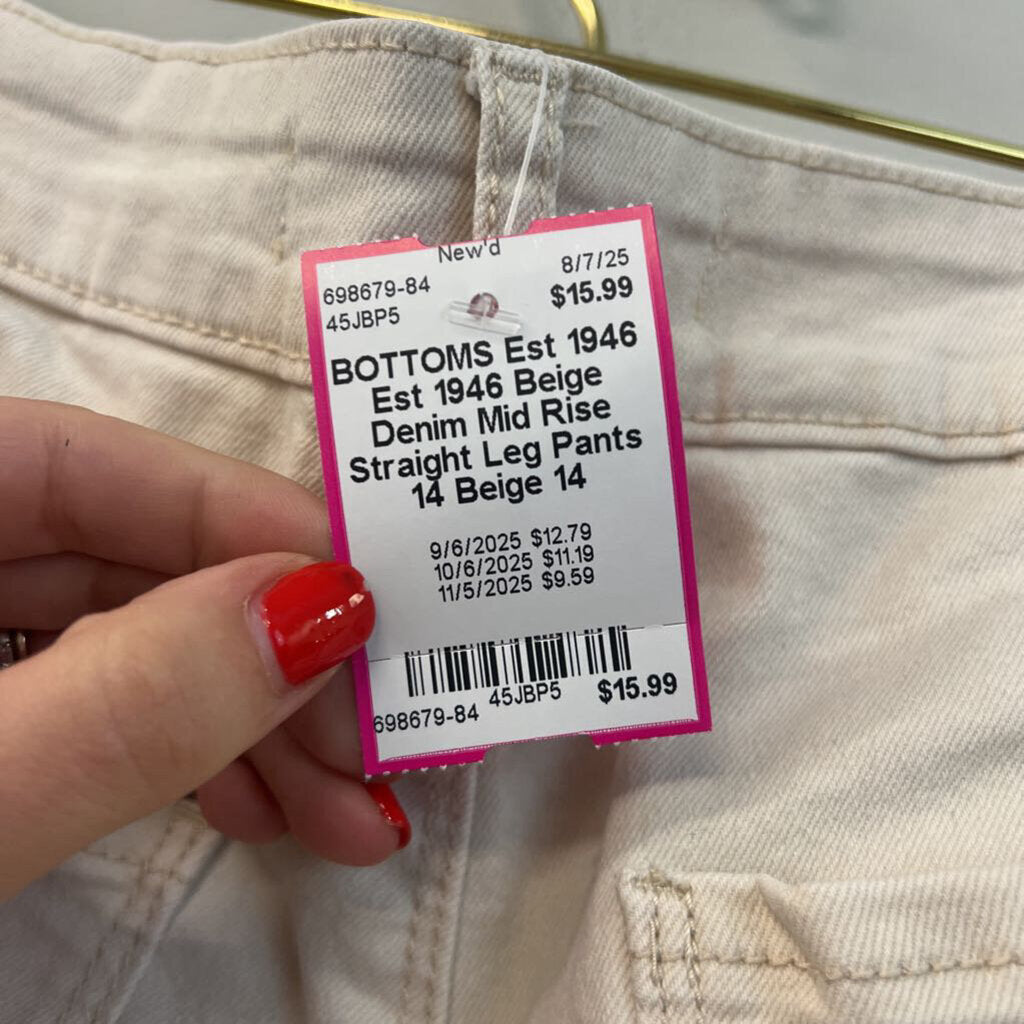 New'd
698679-84 8/7/25
45JBP5 $15.99
BOTTOMS Est 1946
Est 1946 Beige
Denim Mid Rise
Straight Leg Pants
14 Beige 14
9/6/2025 $12.79
10/6/2025 $11.19
11/5/2025 $9.59
698679-84 45JBP5 $15.99